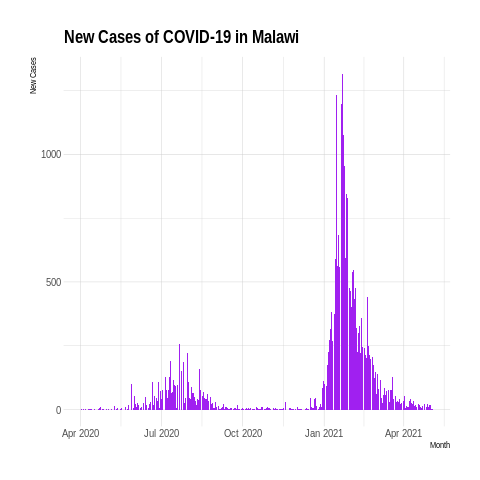 New Cases of COVID-19 in Malawi
New Cases
1000
500
0
Apr 2020
Jul 2020
Oct 2020
Jan 2021
Apr 2021
Month